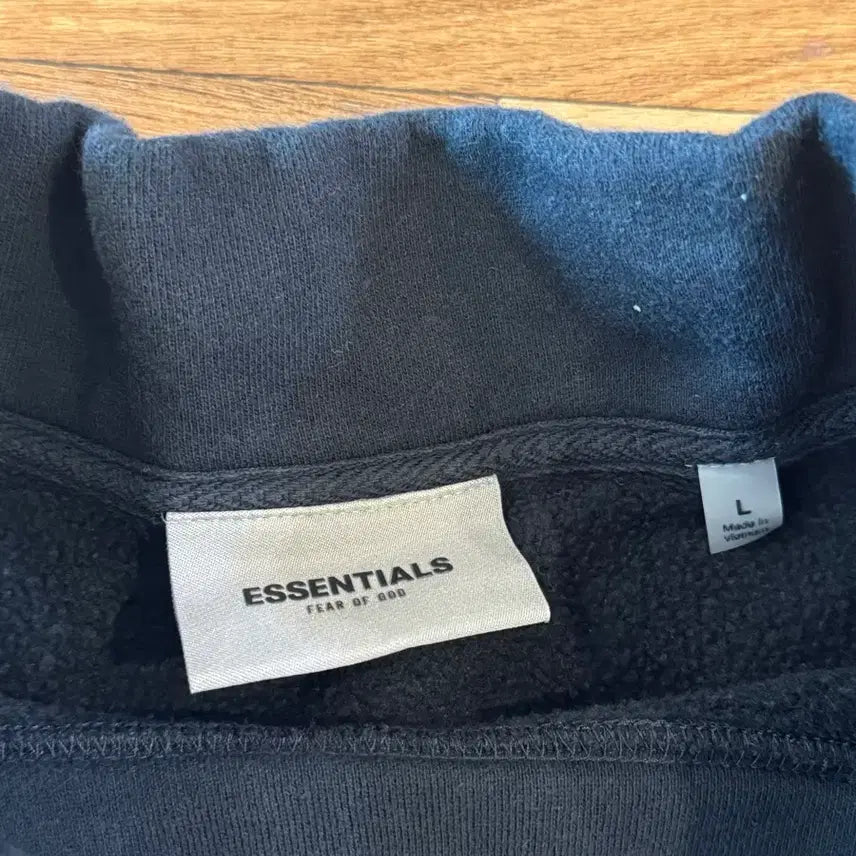 ESSENTIALS
FEAR OF GOD
L
Made in
Vietnam